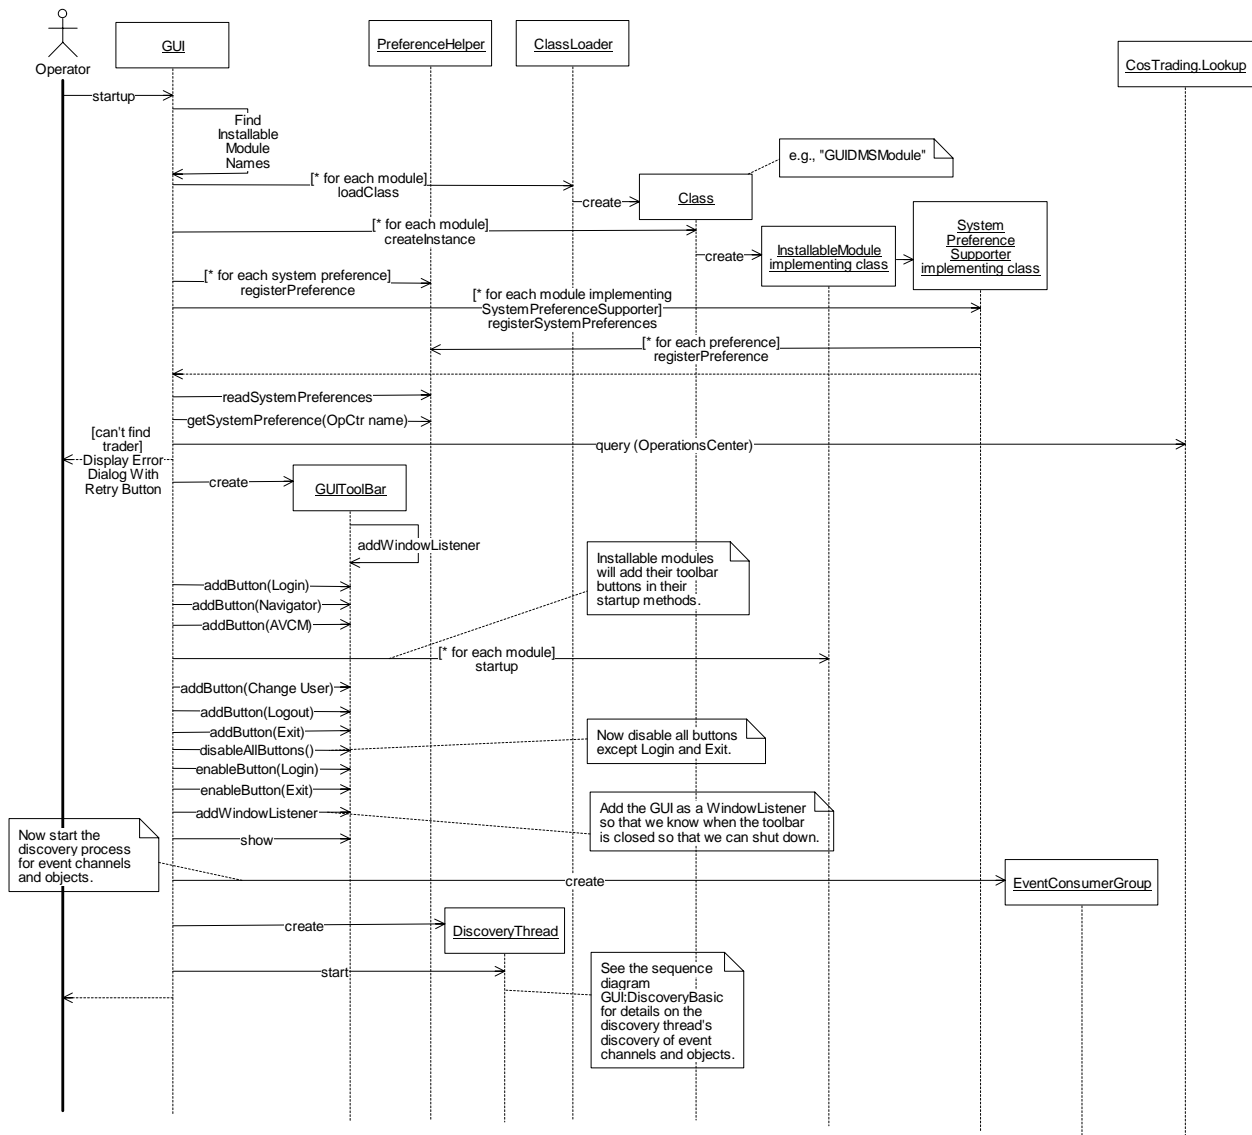 Operator
GUI
PreferenceHelper
ClassLoader
CosTrading.Lookup
startup
Find
Installable
Module
Names
e.g., "GUIDMSModule"
[* for each module]
loadClass
create
Class
[* for each module]
createInstance
create
InstallableModule
implementing class
System
Preference
Supporter
implementing class
[* for each system preference]
registerPreference
[* for each module implementing
SystemPreferenceSupporter]
registerSystemPreferences
[* for each preference]
registerPreference
readSystemPreferences
getSystemPreference(OpCtr name)
[can't find
trader]
Display Error
Dialog With
Retry Button
query (OperationsCenter)
create
GUIToolBar
addWindowListener
Installable modules
will add their toolbar
buttons in their
startup methods.
addButton(Login)
addButton(Navigator)
addButton(AVCM)
[* for each module]
startup
addButton(Change User)
addButton(Logout)
addButton(Exit)
disableAllButtons()
Now disable all buttons
except Login and Exit.
enableButton(Login)
enableButton(Exit)
addWindowListener
Add the GUI as a WindowListener
so that we know when the toolbar
is closed so that we can shut down.
show
Now start the
discovery process
for event channels
and objects.
create
EventConsumerGroup
create
DiscoveryThread
start
See the sequence
diagram
GUI:DiscoveryBasic
for details on the
discovery thread's
discovery of event
channels and objects.